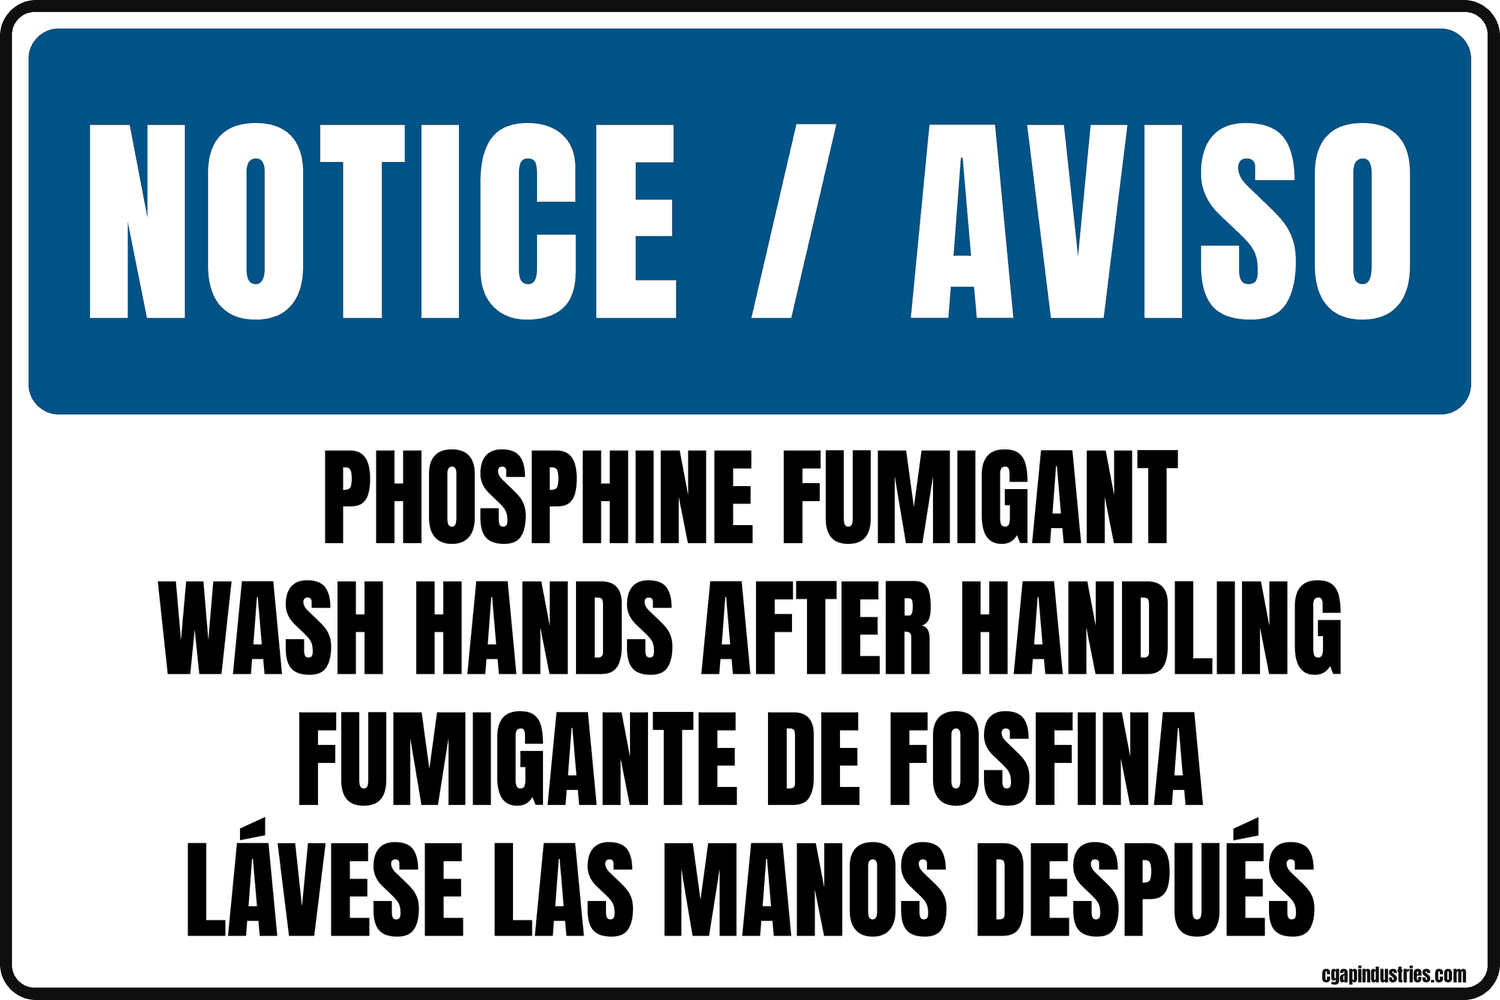 NOTICE / AVISO
PHOSPHINE FUMIGANT
WASH HANDS AFTER HANDLING
FUMIGANTE DE FOSFINA
LÁVESE LAS MANOS DESPUÉS
cgapindustries.com